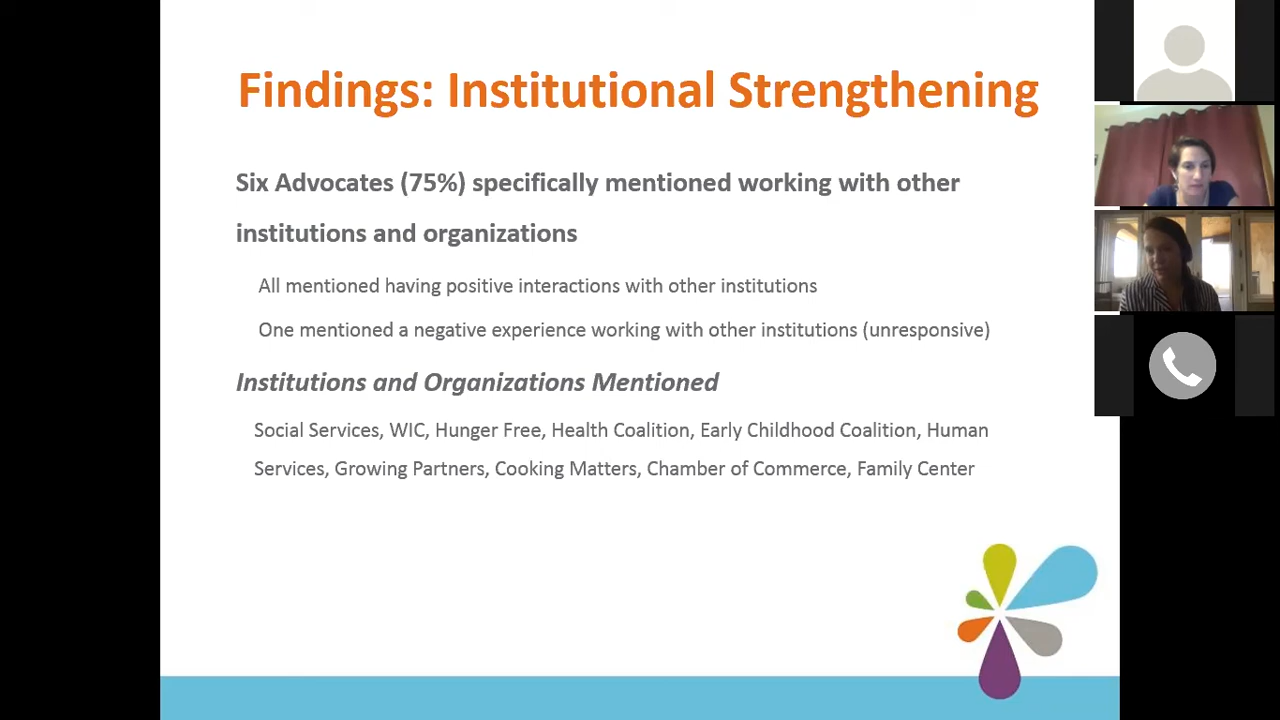 Findings: Institutional Strengthening
Six Advocates (75%) specifically mentioned working with other
institutions and organizations
All mentioned having positive interactions with other institutions
One mentioned a negative experience working with other institutions (unresponsive)
Institutions and Organizations Mentioned
Social Services, WIC, Hunger Free, Health Coalition, Early Childhood Coalition, Human
Services, Growing Partners, Cooking Matters, Chamber of Commerce, Family Center